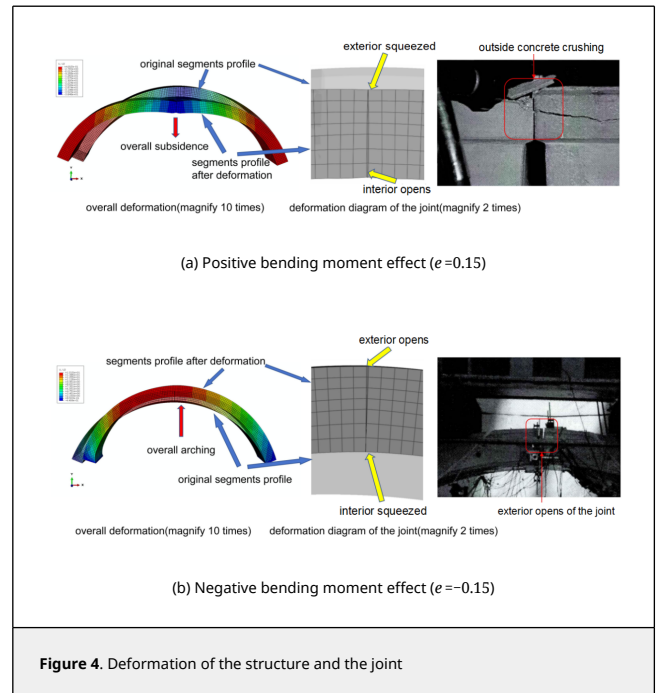 exterior squeezed
outside concrete crushing
original segments profile
overall subsidence
segments profile
after deformation
interior opens
overall deformation(magnify 10 times)
deformation diagram of the joint(magnify 2 times)
(a) Positive bending moment effect (e=0.15)
exterior opens
segments profile after deformation
overall arching
original segments profile
interior squeezed
exterior opens of the joint
overall deformation(magnify 10 times)
deformation diagram of the joint(magnify 2 times)
(b) Negative bending moment effect (e=−0.15)
Figure 4. Deformation of the structure and the joint